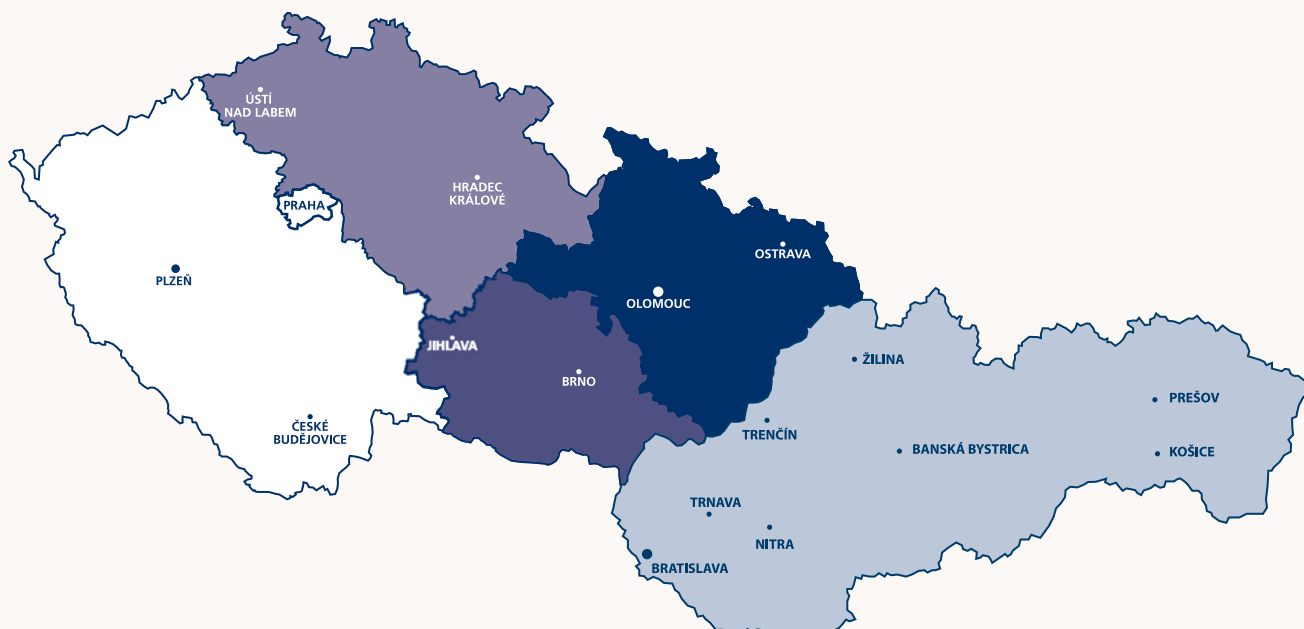 ÚSTÍ
NAD LABEM
HRADEC
KRÁLOVÉ
PRAHA
PLZEŇ
OSTRAVA
OLOMOUC
JIHLAVA
BRNO
ČESKÉ
BUDĚJOVICE
ŽILINA
PREŠOV
TRENČÍN
BANSKÁ BYSTRICA
KOŠICE
TRNAVA
NITRA
BRATISLAVA